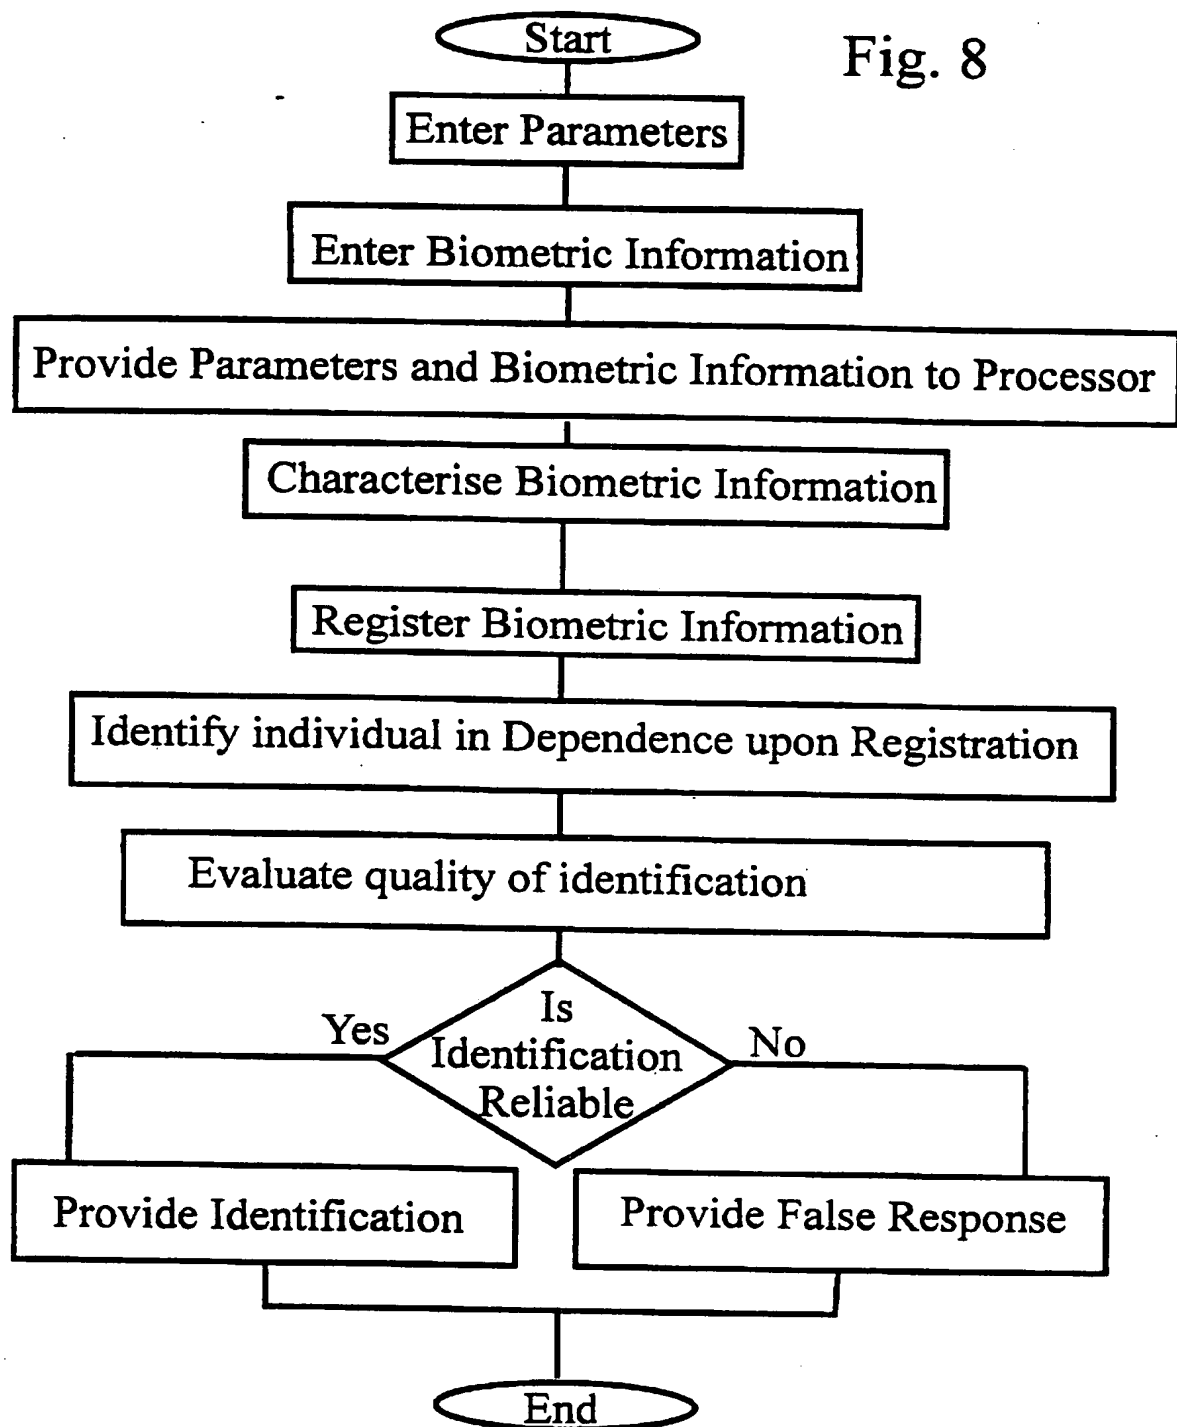 Start
Fig. 8
Enter Parameters
Enter Biometric Information
Provide Parameters and Biometric Information to Processor
Characterise Biometric Information
Register Biometric Information
Identify individual in Dependence upon Registration
Evaluate quality of identification
Is
Identification
Reliable
Yes
No
Provide Identification
Provide False Response
End